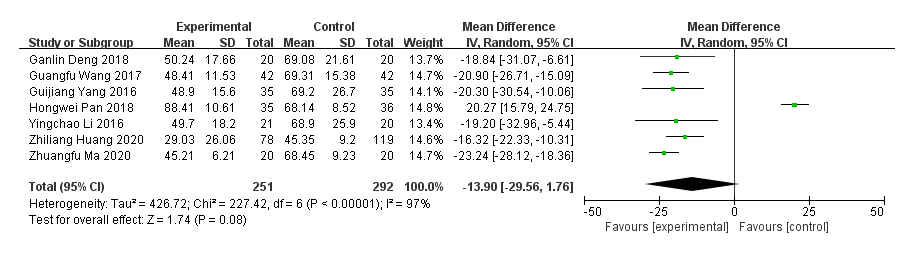 Experimental Control Mean Difference Mean Difference
Study or Subgroup Mean SD Total Mean SD Total Weight IV, Random, 95% CI IV, Random, 95% CI
Ganlin Deng 2018 50.24 17.66 20 69.08 21.61 20 13.7% -18.84 [-31.07, -6.61]
Guangfu Wang 2017 48.41 11.53 42 69.31 15.38 42 14.7% -20.90 [-26.71, -15.09]
Guijiang Yang 2016 48.9 15.6 35 69.2 26.7 35 14.0% -20.30 [-30.54, -10.06]
Hongwei Pan 2018 88.41 10.61 35 68.14 8.52 36 14.8% 20.27 [15.79, 24.75]
Yingchao Li 2016 49.7 18.2 21 68.9 25.9 20 13.4% -19.20 [-32.96, -5.44]
Zhiliang Huang 2020 29.03 26.06 78 45.35 9.2 119 14.7% -16.32 [-22.33, -10.31]
Zhuangfu Ma 2020 45.21 6.21 20 68.45 9.23 20 14.7% -23.24 [-28.12, -18.36]
Total (95% CI) 251 292 100.0% -13.90 [-29.56, 1.76]
Heterogeneity: Tau² = 426.72; Chi² = 227.42, df = 6 (P < 0.00001); I² = 97%
Test for overall effect: Z = 1.74 (P = 0.08)
-50 -25 0 25 50
Favours [experimental] Favours [control]